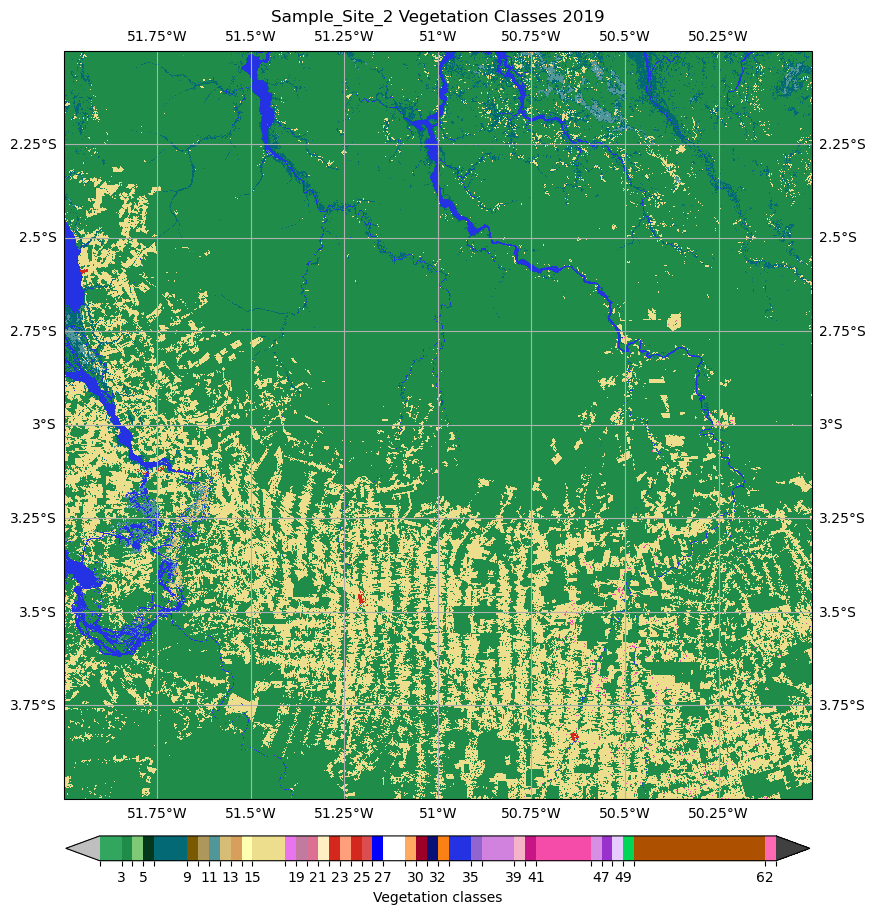 Sample_Site_2 Vegetation Classes 2019
51.75°W 51.5°W 51.25°W 51°W 50.75°W 50.5°W 50.25°W
2.25°S 2.25°S
2.5°S 2.5°S
2.75°S 2.75°S
3°S 3°S
3.25°S 3.25°S
3.5°S 3.5°S
3.75°S 3.75°S
51.75°W 51.5°W 51.25°W 51°W 50.75°W 50.5°W 50.25°W
3 5 9 11 13 15 19 21 23 25 27 30 32 35 39 41 47 49 62
Vegetation classes